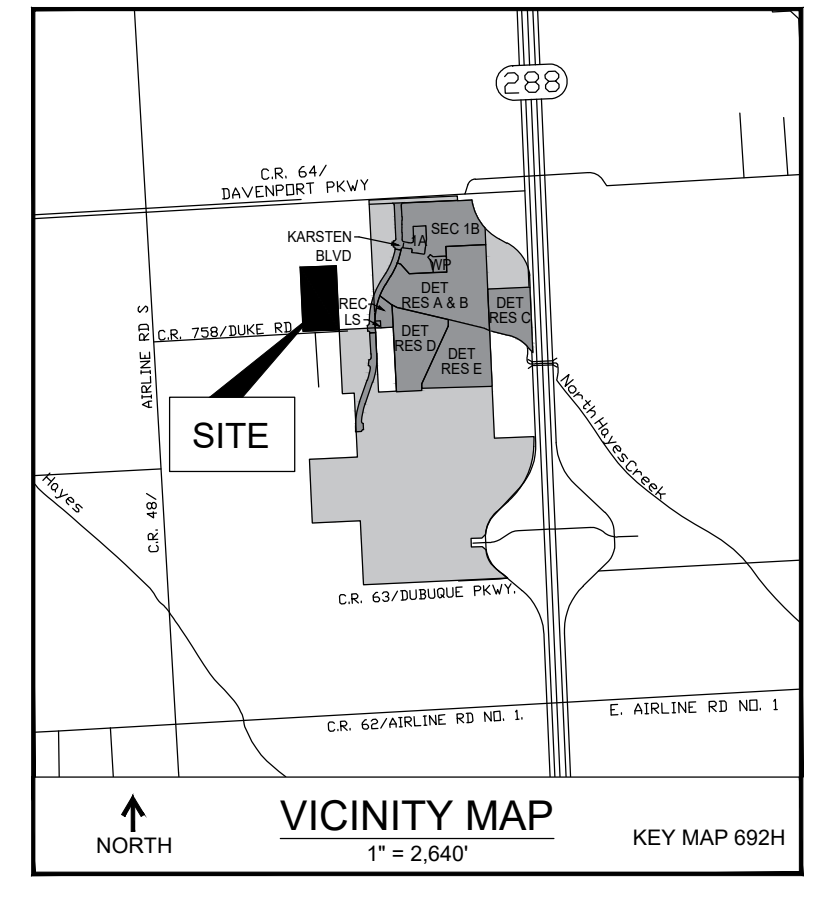 288
C.R. 64/
DAVENPORT PKWY
KARSTEN
BLVD
1A
SEC 1B
WP
DET
RES A & B
DET
RES C
REC
LS
DET
RES D
DET
RES E
C.R. 758/DUKE RD
AIRLINE RD S
SITE
North Hayes Creek
Hayes
C.R. 48/
C.R. 63/DUBUQUE PKWY.
C.R. 62/AIRLINE RD NO. 1.
E. AIRLINE RD NO. 1
NORTH
VICINITY MAP
1" = 2,640'
KEY MAP 692H